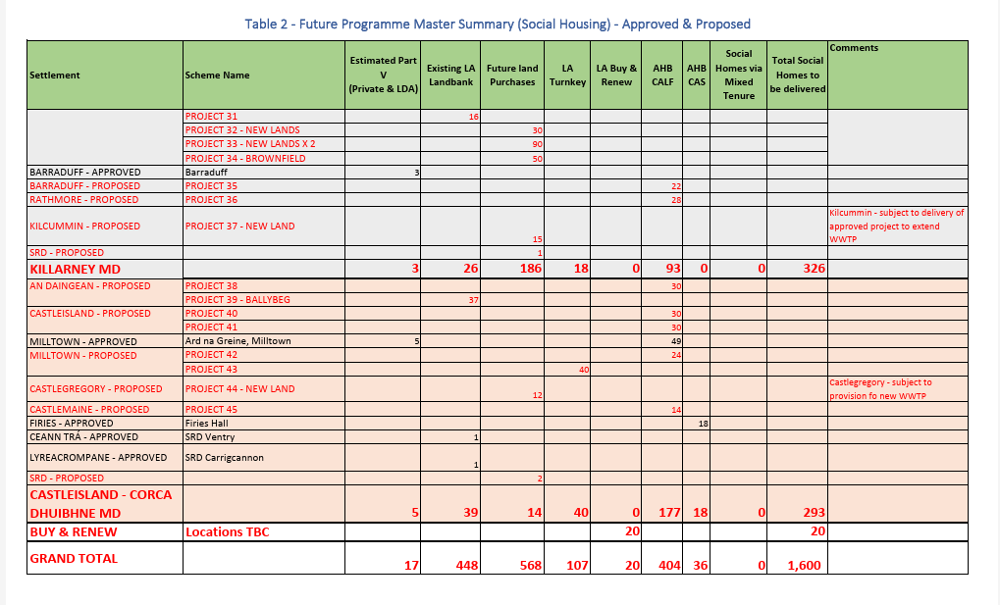 Table 2 - Future Programme Master Summary (Social Housing) - Approved & Proposed
Settlement Scheme Name Estimated Part V (Private & LDA) Existing LA Landbank Future land Purchases LA Turnkey LA Buy & Renew AHB CALF AHB CAS Social Homes via Mixed Tenure Total Social Homes to be delivered Comments
PROJECT 31 16
PROJECT 32 - NEW LANDS 30
PROJECT 33 - NEW LANDS X 2 90
PROJECT 34 - BROWNFIELD 50
BARRADUFF - APPROVED Barraduff 3
BARRADUFF - PROPOSED PROJECT 35 22
RATHMORE - PROPOSED PROJECT 36 28
KILCUMMIN - PROPOSED PROJECT 37 - NEW LAND 15 Kilcummin - subject to delivery of approved project to extend WWTP
SRD - PROPOSED 1
KILLARNEY MD 3 26 186 18 0 93 0 0 326
AN DAINGEAN - PROPOSED PROJECT 38 30
PROJECT 39 - BALLYBEG 37
CASTLEISLAND - PROPOSED PROJECT 40 30
PROJECT 41 30
MILLTOWN - APPROVED Ard na Greine, Milltown 5 49
MILLTOWN - PROPOSED PROJECT 42 24
PROJECT 43 40
CASTLEGREGORY - PROPOSED PROJECT 44 - NEW LAND 12 Castlegregory - subject to provision fo new WWTP
CASTLEMAINE - PROPOSED PROJECT 45 14
FIRIES - APPROVED Firies Hall 18
CEANN TRÁ - APPROVED SRD Ventry 1
LYREACROMPANE - APPROVED SRD Carrigcannon 1
SRD - PROPOSED 2
CASTLEISLAND - CORCA DHUIBHNE MD 5 39 14 40 0 177 18 0 293
BUY & RENEW Locations TBC 20 20
GRAND TOTAL 17 448 568 107 20 404 36 0 1,600